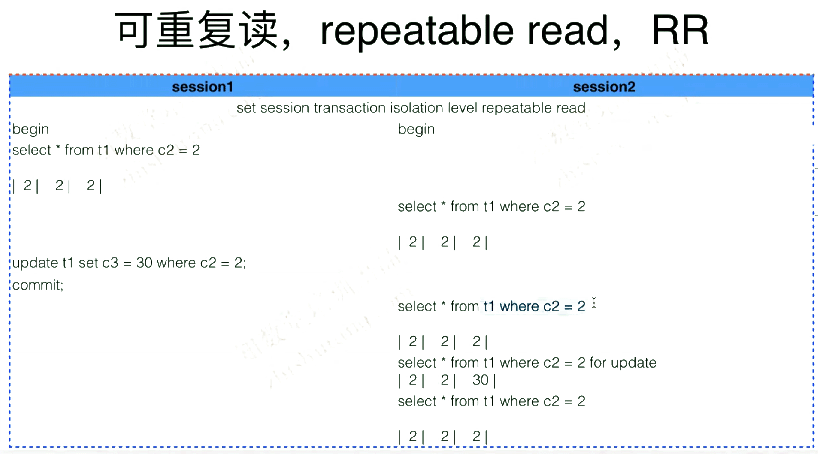 可重复读，repeatable read，RR
session1 session2
set session transaction isolation level repeatable read
begin begin
select * from t1 where c2 = 2
| 2 | 2 | 2 |
select * from t1 where c2 = 2
| 2 | 2 | 2 |
update t1 set c3 = 30 where c2 = 2;
commit;
select * from t1 where c2 = 2
| 2 | 2 | 2 |
select * from t1 where c2 = 2 for update
| 2 | 2 | 30 |
select * from t1 where c2 = 2
| 2 | 2 | 2 |